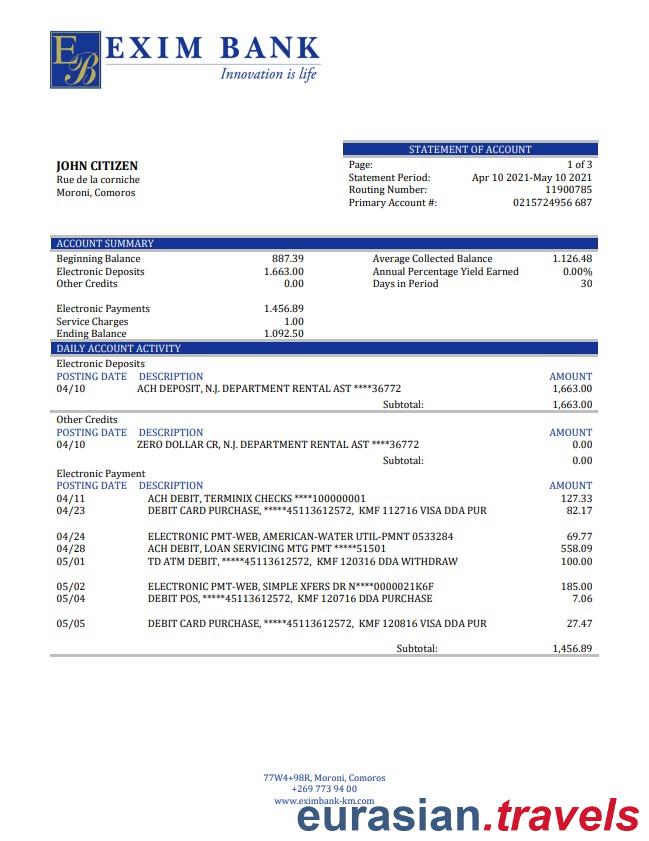 EB EXIM BANK
Innovation is life
STATEMENT OF ACCOUNT
JOHN CITIZEN
Rue de la corniche
Moroni, Comoros
Page: 1 of 3
Statement Period: Apr 10 2021-May 10 2021
Routing Number: 11900785
Primary Account #: 0215724956 687
ACCOUNT SUMMARY
Beginning Balance 887.39 Average Collected Balance 1.126.48
Electronic Deposits 1.663.00 Annual Percentage Yield Earned 0.00%
Other Credits 0.00 Days in Period 30
Electronic Payments 1.456.89
Service Charges 1.00
Ending Balance 1.092.50
DAILY ACCOUNT ACTIVITY
Electronic Deposits
POSTING DATE DESCRIPTION AMOUNT
04/10 ACH DEPOSIT, N.J. DEPARTMENT RENTAL AST ****36772 1,663.00
Subtotal: 1,663.00
Other Credits
POSTING DATE DESCRIPTION AMOUNT
04/10 ZERO DOLLAR CR, N.J. DEPARTMENT RENTAL AST ****36772 0.00
Subtotal: 0.00
Electronic Payment
POSTING DATE DESCRIPTION AMOUNT
04/11 ACH DEBIT, TERMINIX CHECKS ****100000001 127.33
04/23 DEBIT CARD PURCHASE, *****45113612572, KMF 112716 VISA DDA PUR 82.17
04/24 ELECTRONIC PMT-WEB, AMERICAN-WATER UTIL-PMNT 0533284 69.77
04/28 ACH DEBIT, LOAN SERVICING MTG PMT *****51501 558.09
05/01 TD ATM DEBIT, *****45113612572, KMF 120316 DDA WITHDRAW 100.00
05/02 ELECTRONIC PMT-WEB, SIMPLE XFERS DR N****0000021K6F 185.00
05/04 DEBIT POS, *****45113612572, KMF 120716 DDA PURCHASE 7.06
05/05 DEBIT CARD PURCHASE, *****45113612572, KMF 120816 VISA DDA PUR 27.47
Subtotal: 1,456.89
77W4+98R, Moroni, Comoros
+269 773 94 00
www.eximbank-km.com
eurasian.travels